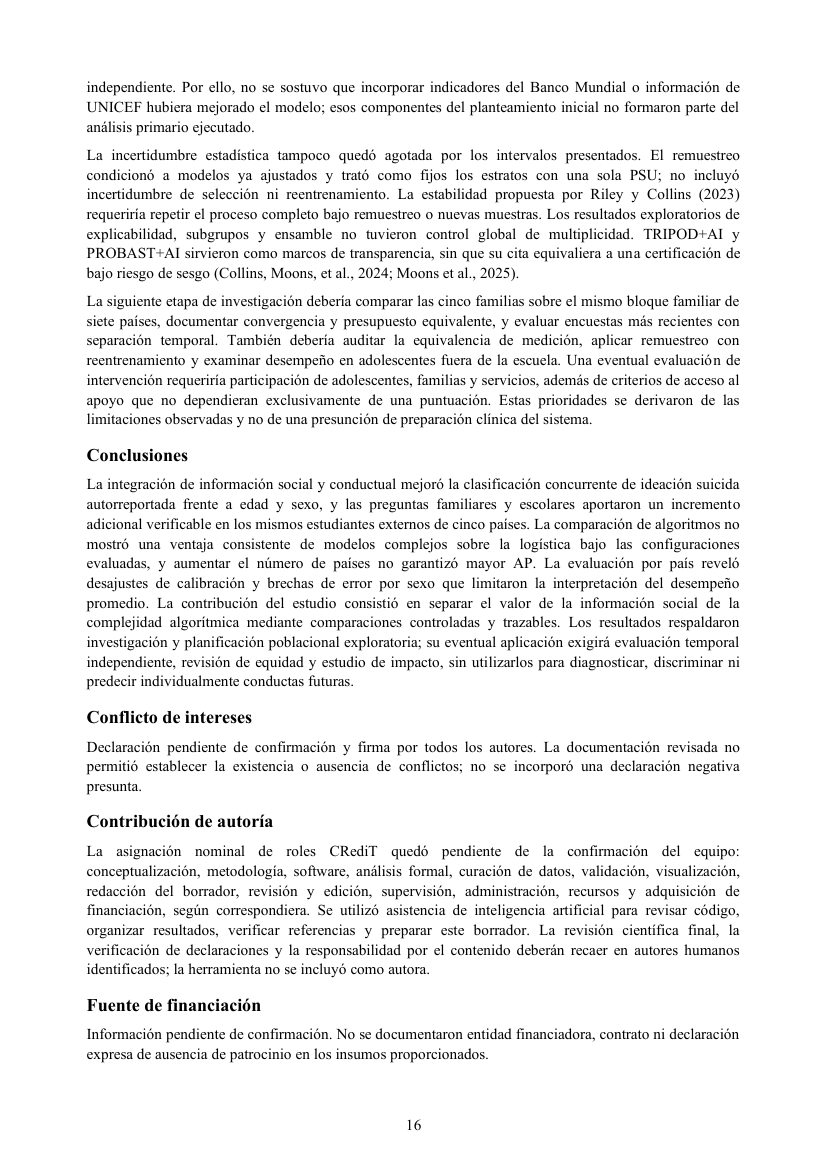 independiente. Por ello, no se sostuvo que incorporar indicadores del Banco Mundial o información de
UNICEF hubiera mejorado el modelo; esos componentes del planteamiento inicial no formaron parte del
análisis primario ejecutado.
La incertidumbre estadística tampoco quedó agotada por los intervalos presentados. El remuestreo
condicionó a modelos ya ajustados y trató como fijos los estratos con una sola PSU; no incluyó
incertidumbre de selección ni reentrenamiento. La estabilidad propuesta por Riley y Collins (2023)
requeriría repetir el proceso completo bajo remuestreo o nuevas muestras. Los resultados exploratorios de
explicabilidad, subgrupos y ensamble no tuvieron control global de multiplicidad. TRIPOD+AI y
PROBAST+AI sirvieron como marcos de transparencia, sin que su cita equivaliera a una certificación de
bajo riesgo de sesgo (Collins, Moons, et al., 2024; Moons et al., 2025).
La siguiente etapa de investigación debería comparar las cinco familias sobre el mismo bloque familiar de
siete países, documentar convergencia y presupuesto equivalente, y evaluar encuestas más recientes con
separación temporal. También debería auditar la equivalencia de medición, aplicar remuestreo con
reentrenamiento y examinar desempeño en adolescentes fuera de la escuela. Una eventual evaluación de
intervención requeriría participación de adolescentes, familias y servicios, además de criterios de acceso al
apoyo que no dependieran exclusivamente de una puntuación. Estas prioridades se derivaron de las
limitaciones observadas y no de una presunción de preparación clínica del sistema.
Conclusiones
La integración de información social y conductual mejoró la clasificación concurrente de ideación suicida
autorreportada frente a edad y sexo, y las preguntas familiares y escolares aportaron un incremento
adicional verificable en los mismos estudiantes externos de cinco países. La comparación de algoritmos no
mostró una ventaja consistente de modelos complejos sobre la logística bajo las configuraciones
evaluadas, y aumentar el número de países no garantizó mayor AP. La evaluación por país reveló
desajustes de calibración y brechas de error por sexo que limitaron la interpretación del desempeño
promedio. La contribución del estudio consistió en separar el valor de la información social de la
complejidad algorítmica mediante comparaciones controladas y trazables. Los resultados respaldaron
investigación y planificación poblacional exploratoria; su eventual aplicación exigirá evaluación temporal
independiente, revisión de equidad y estudio de impacto, sin utilizarlos para diagnosticar, discriminar ni
predecir individualmente conductas futuras.
Conflicto de intereses
Declaración pendiente de confirmación y firma por todos los autores. La documentación revisada no
permitió establecer la existencia o ausencia de conflictos; no se incorporó una declaración negativa
presunta.
Contribución de autoría
La asignación nominal de roles CRediT quedó pendiente de la confirmación del equipo:
conceptualización, metodología, software, análisis formal, curación de datos, validación, visualización,
redacción del borrador, revisión y edición, supervisión, administración, recursos y adquisición de
financiación, según correspondiera. Se utilizó asistencia de inteligencia artificial para revisar código,
organizar resultados, verificar referencias y preparar este borrador. La revisión científica final, la
verificación de declaraciones y la responsabilidad por el contenido deberán recaer en autores humanos
identificados; la herramienta no se incluyó como autora.
Fuente de financiación
Información pendiente de confirmación. No se documentaron entidad financiadora, contrato ni declaración
expresa de ausencia de patrocinio en los insumos proporcionados.
16